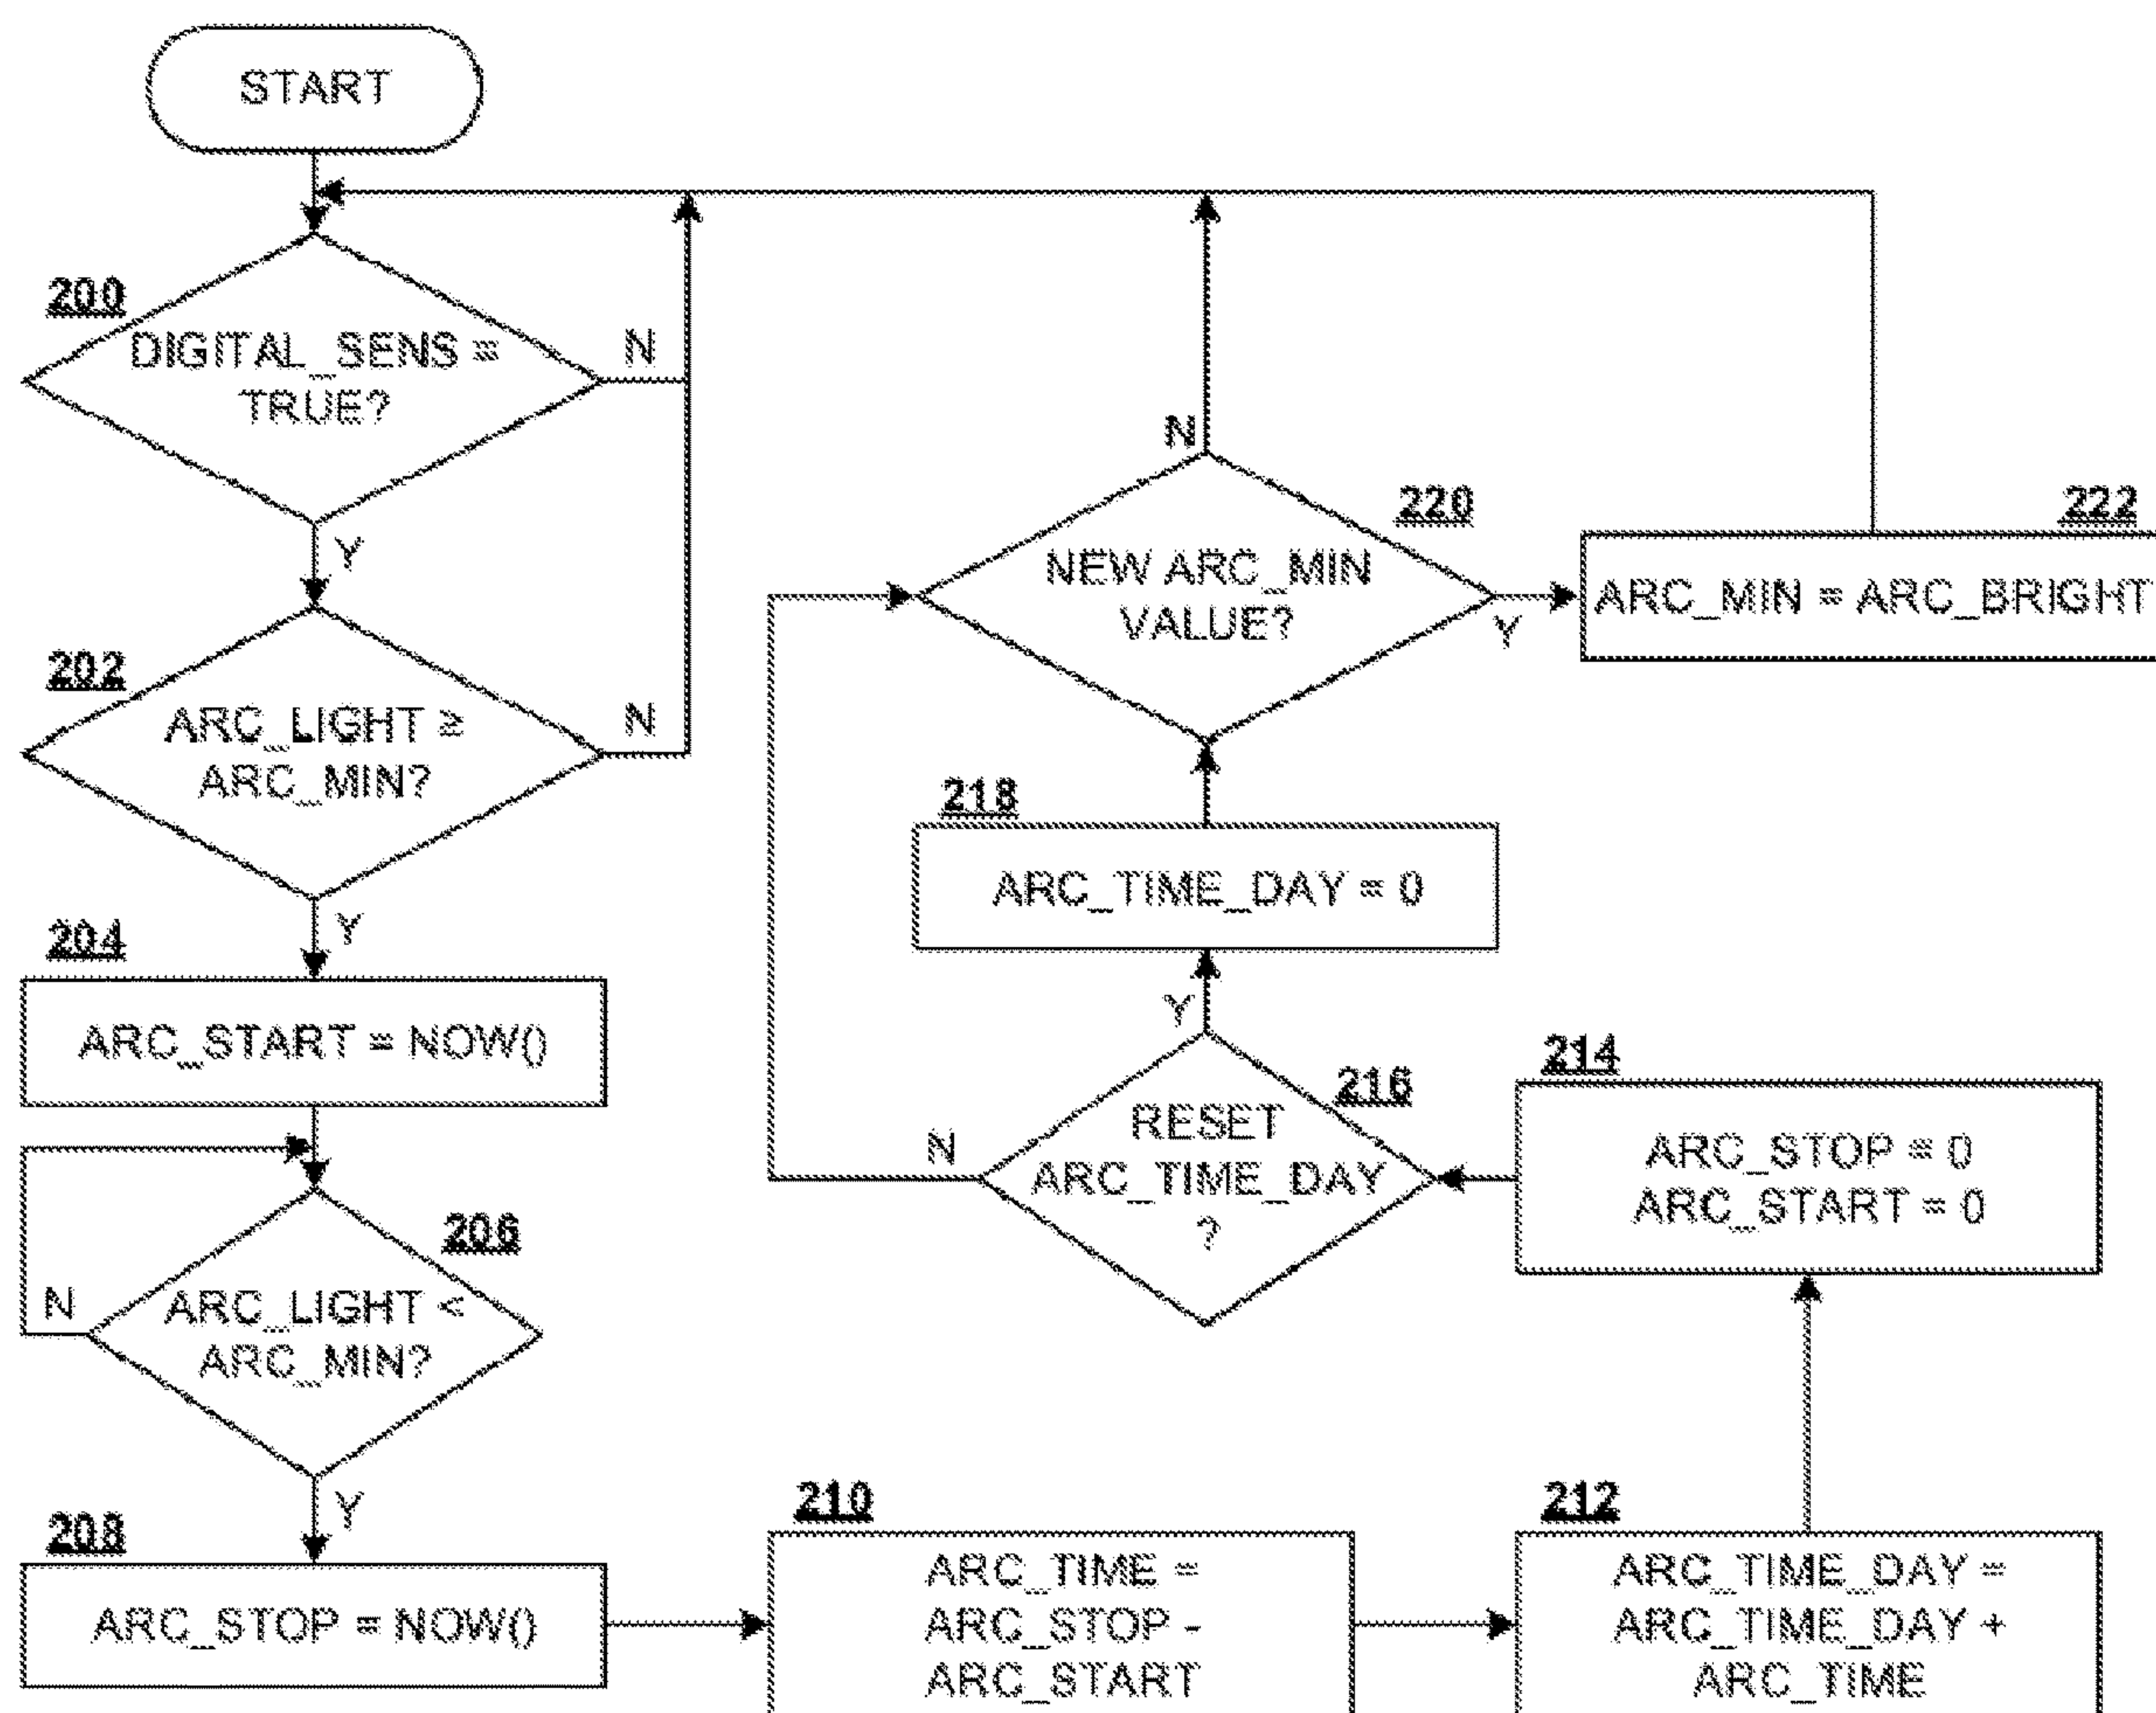 START
200
DIGITAL_SENS =
TRUE?
N
Y
202
ARC_LIGHT ≥
ARC_MIN?
N
Y
204
ARC_START = NOW()
206
ARC_LIGHT <
ARC_MIN?
N
Y
208
ARC_STOP = NOW()
210
ARC_TIME =
ARC_STOP -
ARC_START
212
ARC_TIME_DAY =
ARC_TIME_DAY +
ARC_TIME
214
ARC_STOP = 0
ARC_START = 0
216
RESET
ARC_TIME_DAY
?
N
Y
218
ARC_TIME_DAY = 0
220
NEW ARC_MIN
VALUE?
N
Y
222
ARC_MIN = ARC_BRIGHT